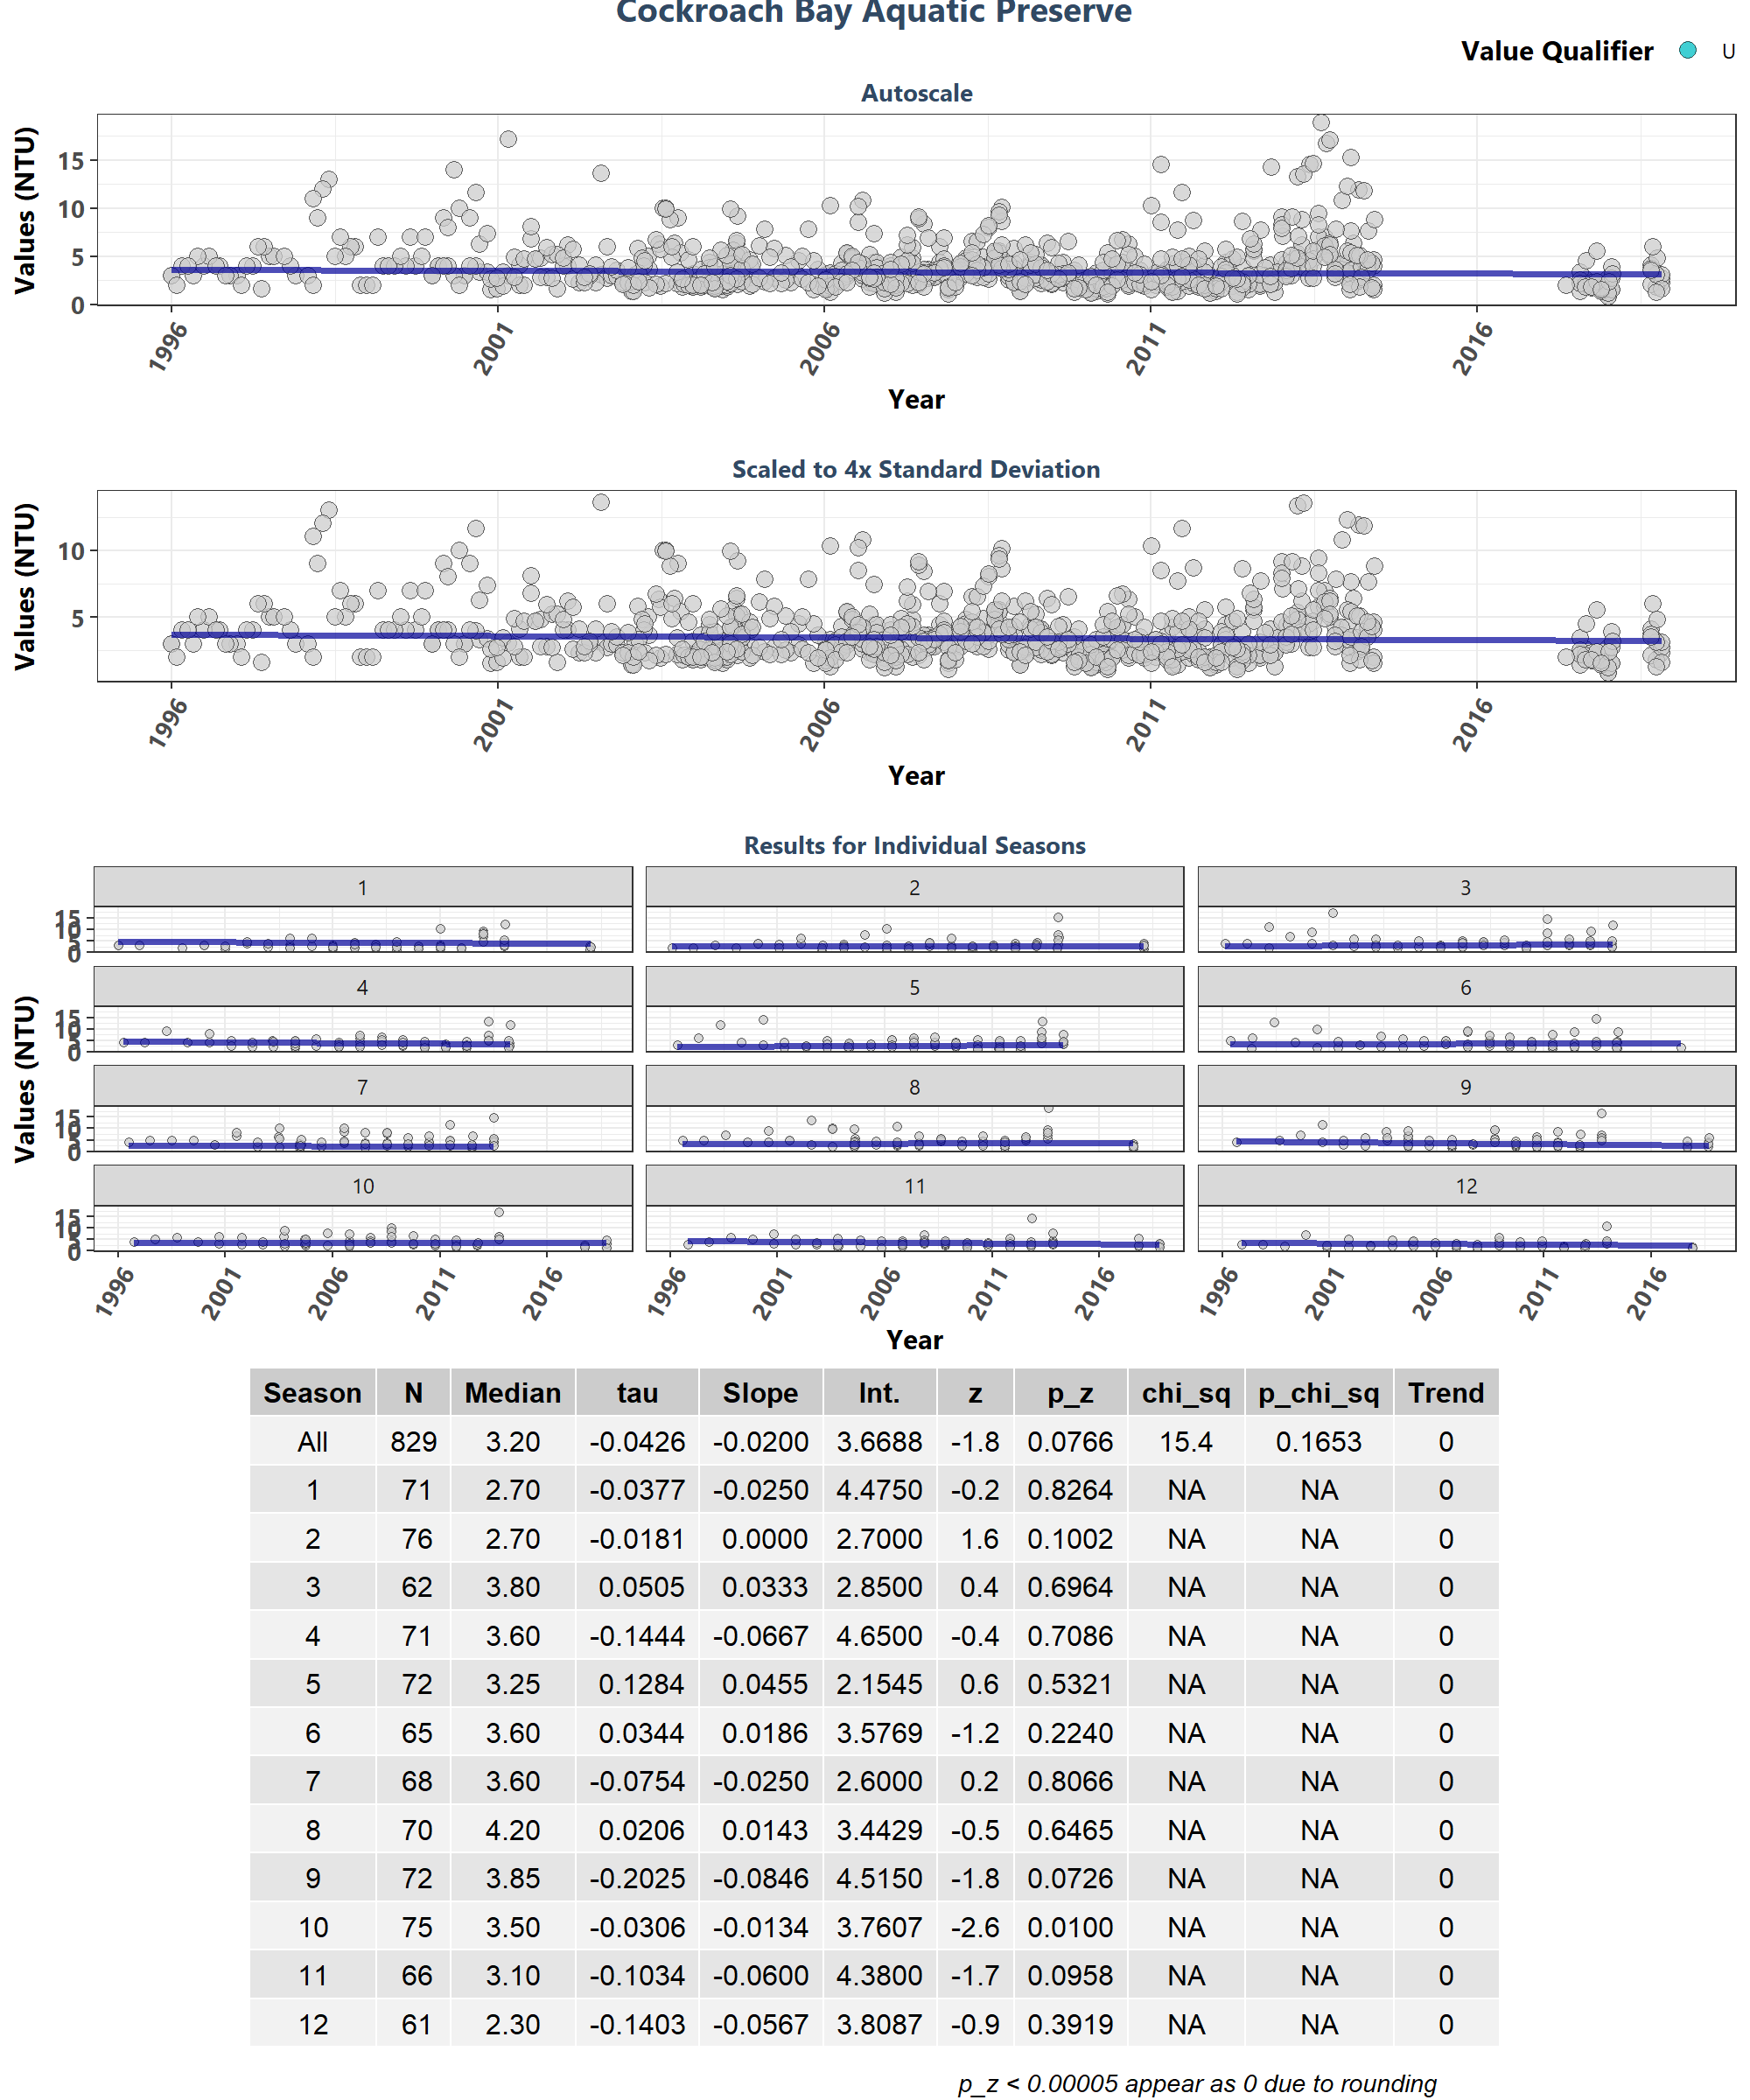 Cockroach Bay Aquatic Preserve
Value Qualifier U
Autoscale
Values (NTU)
15
10
5
0
1996 2001 2006 2011 2016
Year
Scaled to 4x Standard Deviation
Values (NTU)
10
5
1996 2001 2006 2011 2016
Year
Results for Individual Seasons
Values (NTU)
1 2 3
15
10
5
0
4 5 6
15
10
5
0
7 8 9
15
10
5
0
10 11 12
15
10
5
0
1996 2001 2006 2011 2016 1996 2001 2006 2011 2016 1996 2001 2006 2011 2016
Year
Season N Median tau Slope Int. z p_z chi_sq p_chi_sq Trend
All 829 3.20 -0.0426 -0.0200 3.6688 -1.8 0.0766 15.4 0.1653 0
1 71 2.70 -0.0377 -0.0250 4.4750 -0.2 0.8264 NA NA 0
2 76 2.70 -0.0181 0.0000 2.7000 1.6 0.1002 NA NA 0
3 62 3.80 0.0505 0.0333 2.8500 0.4 0.6964 NA NA 0
4 71 3.60 -0.1444 -0.0667 4.6500 -0.4 0.7086 NA NA 0
5 72 3.25 0.1284 0.0455 2.1545 0.6 0.5321 NA NA 0
6 65 3.60 0.0344 0.0186 3.5769 -1.2 0.2240 NA NA 0
7 68 3.60 -0.0754 -0.0250 2.6000 0.2 0.8066 NA NA 0
8 70 4.20 0.0206 0.0143 3.4429 -0.5 0.6465 NA NA 0
9 72 3.85 -0.2025 -0.0846 4.5150 -1.8 0.0726 NA NA 0
10 75 3.50 -0.0306 -0.0134 3.7607 -2.6 0.0100 NA NA 0
11 66 3.10 -0.1034 -0.0600 4.3800 -1.7 0.0958 NA NA 0
12 61 2.30 -0.1403 -0.0567 3.8087 -0.9 0.3919 NA NA 0
p_z < 0.00005 appear as 0 due to rounding